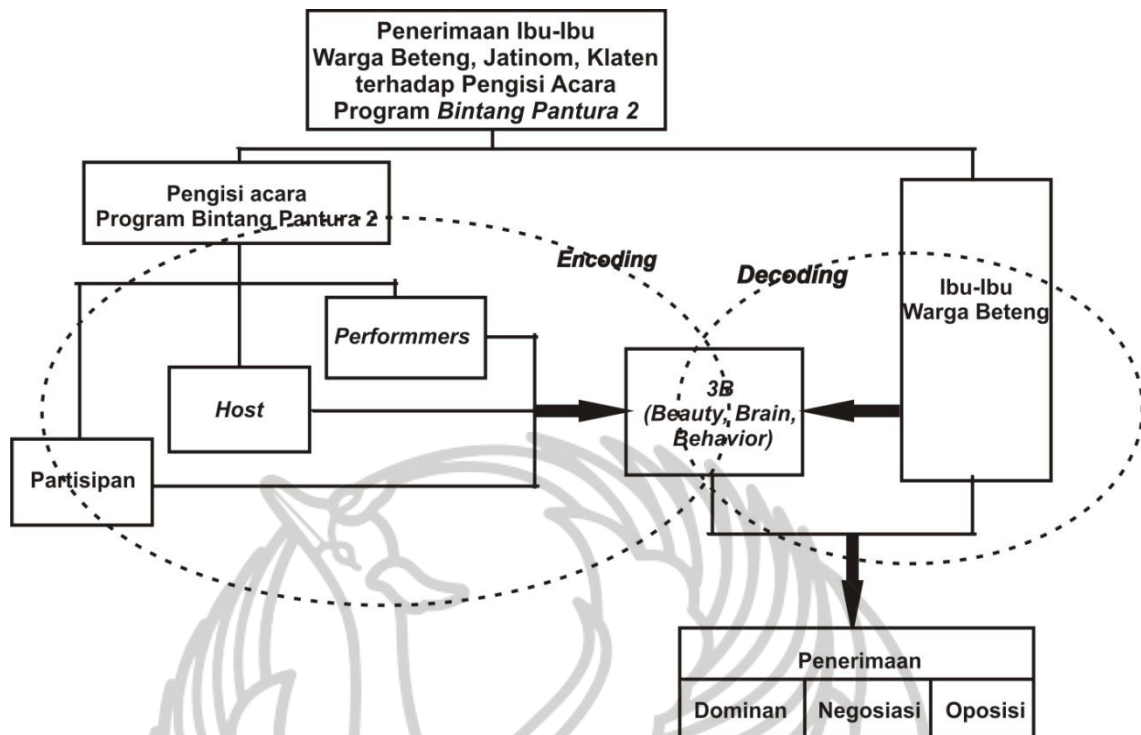 Penerimaan Ibu-Ibu
Warga Beteng, Jatinom, Klaten
terhadap Pengisi Acara
Program Bintang Pantura 2
Pengisi acara
Program Bintang Pantura 2
Encoding
Decoding
Ibu-Ibu
Warga Beteng
Performmers
Host
3B
(Beauty, Brain,
Behavior)
Partisipan
Penerimaan
Dominan
Negosiasi
Oposisi